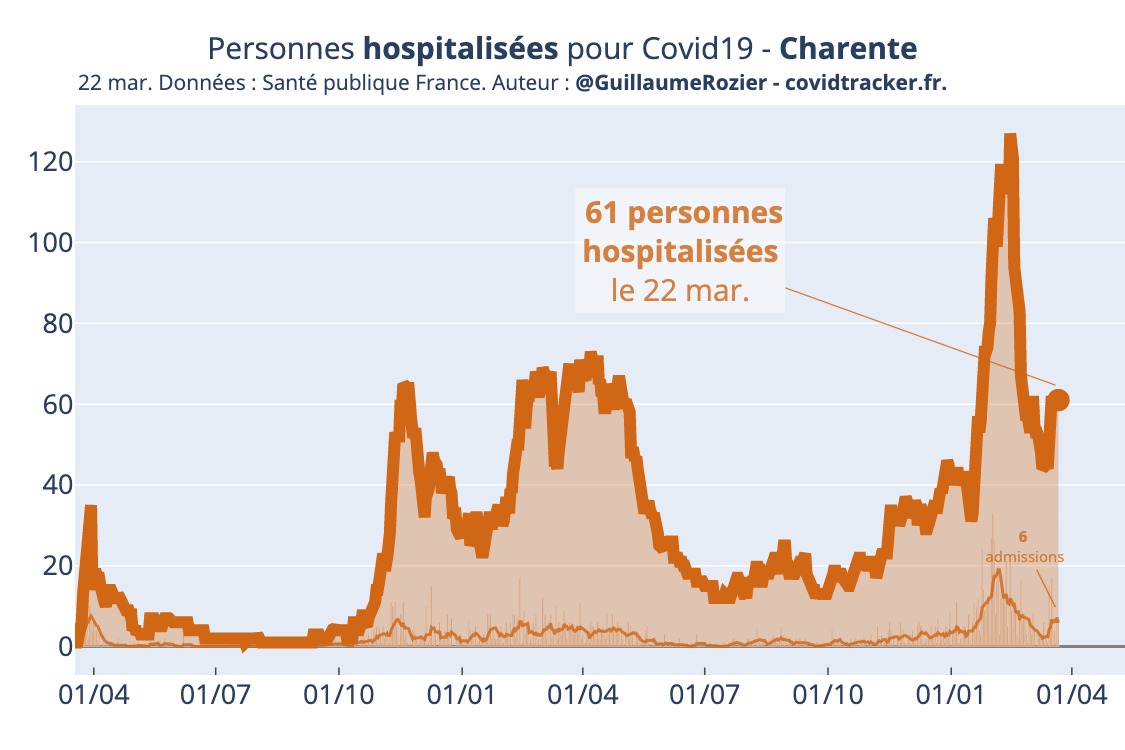 Personnes hospitalisées pour Covid19 - Charente
22 mar. Données : Santé publique France. Auteur : @GuillaumeRozier - covidtracker.fr.
120
100
80
60
40
20
0
61 personnes
hospitalisées
le 22 mar.
6
admissions
01/04
01/07
01/10
01/01
01/04
01/07
01/10
01/01
01/04